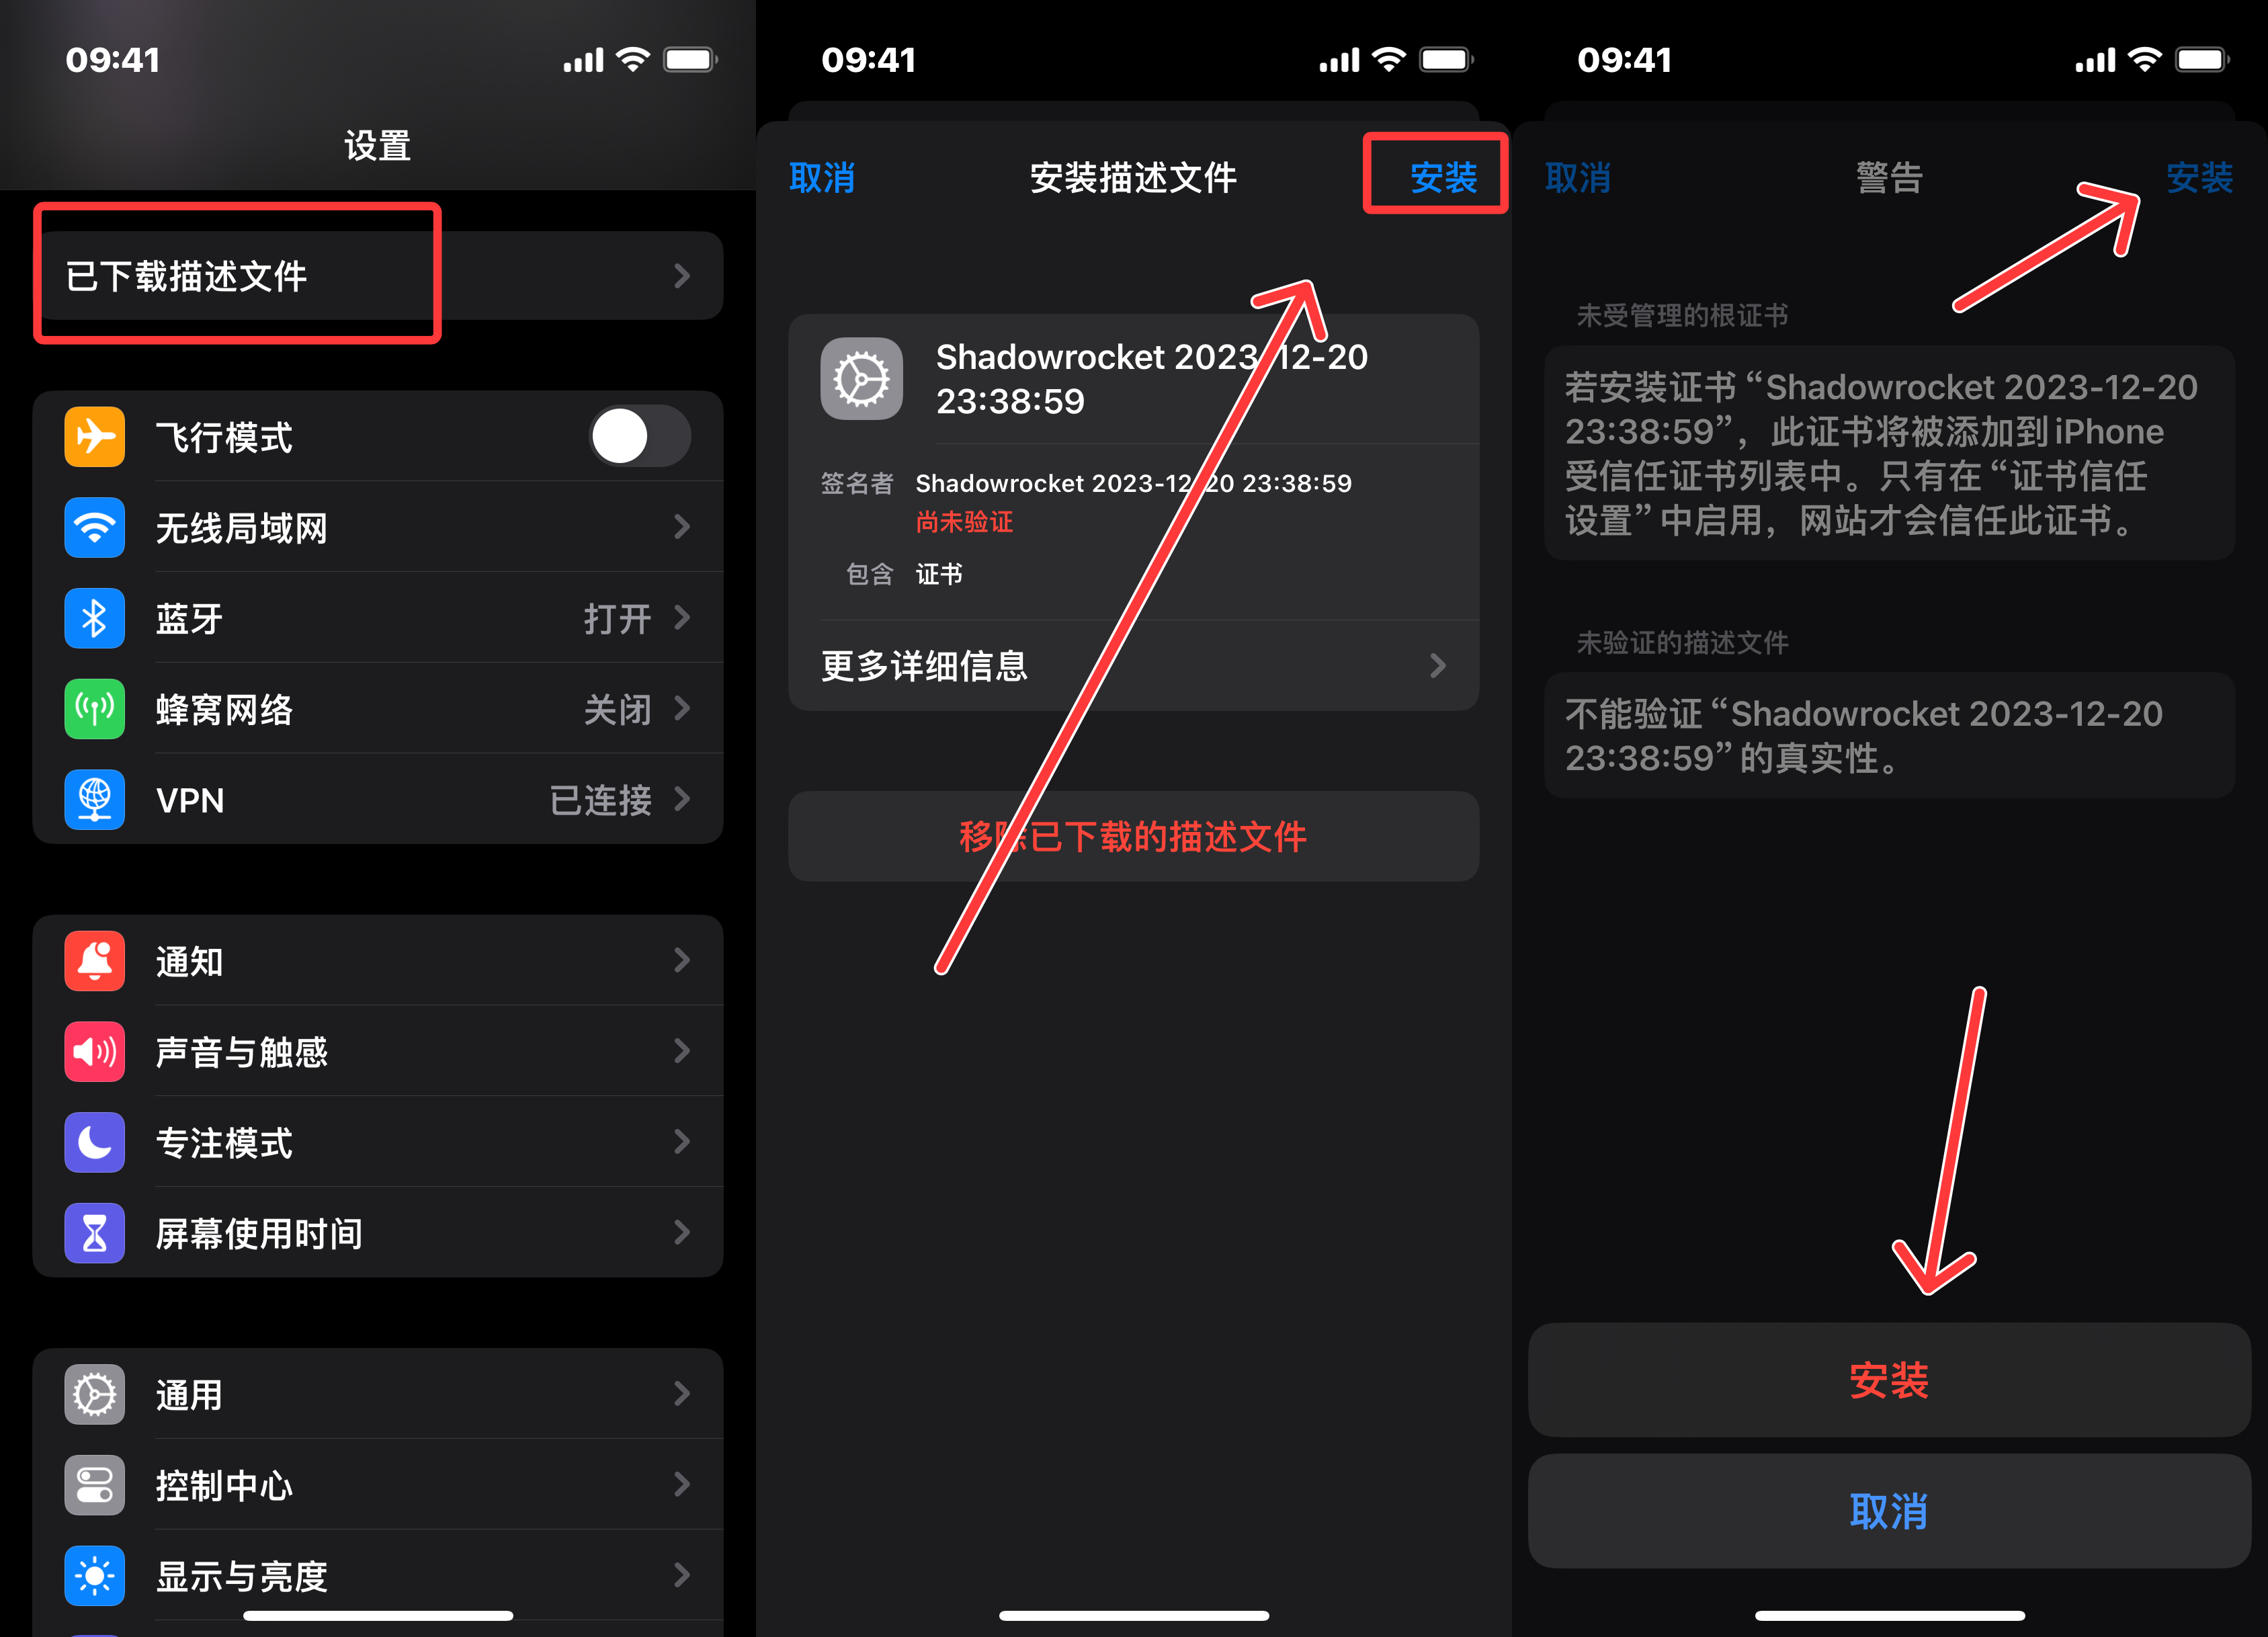 09:41
设置
已下载描述文件
飞行模式
无线局域网
蓝牙 打开
蜂窝网络 关闭
VPN 已连接
通知
声音与触感
专注模式
屏幕使用时间
通用
控制中心
显示与亮度
09:41
取消 安装描述文件 安装
Shadowrocket 2023-12-20
23:38:59
签名者 Shadowrocket 2023-12-20 23:38:59
尚未验证
包含 证书
更多详细信息
移除已下载的描述文件
09:41
取消 警告 安装
未受管理的根证书
若安装证书“Shadowrocket 2023-12-20
23:38:59”，此证书将被添加到 iPhone
受信任证书列表中。只有在“证书信任
设置”中启用，网站才会信任此证书。
未验证的描述文件
不能验证“Shadowrocket 2023-12-20
23:38:59”的真实性。
安装
取消